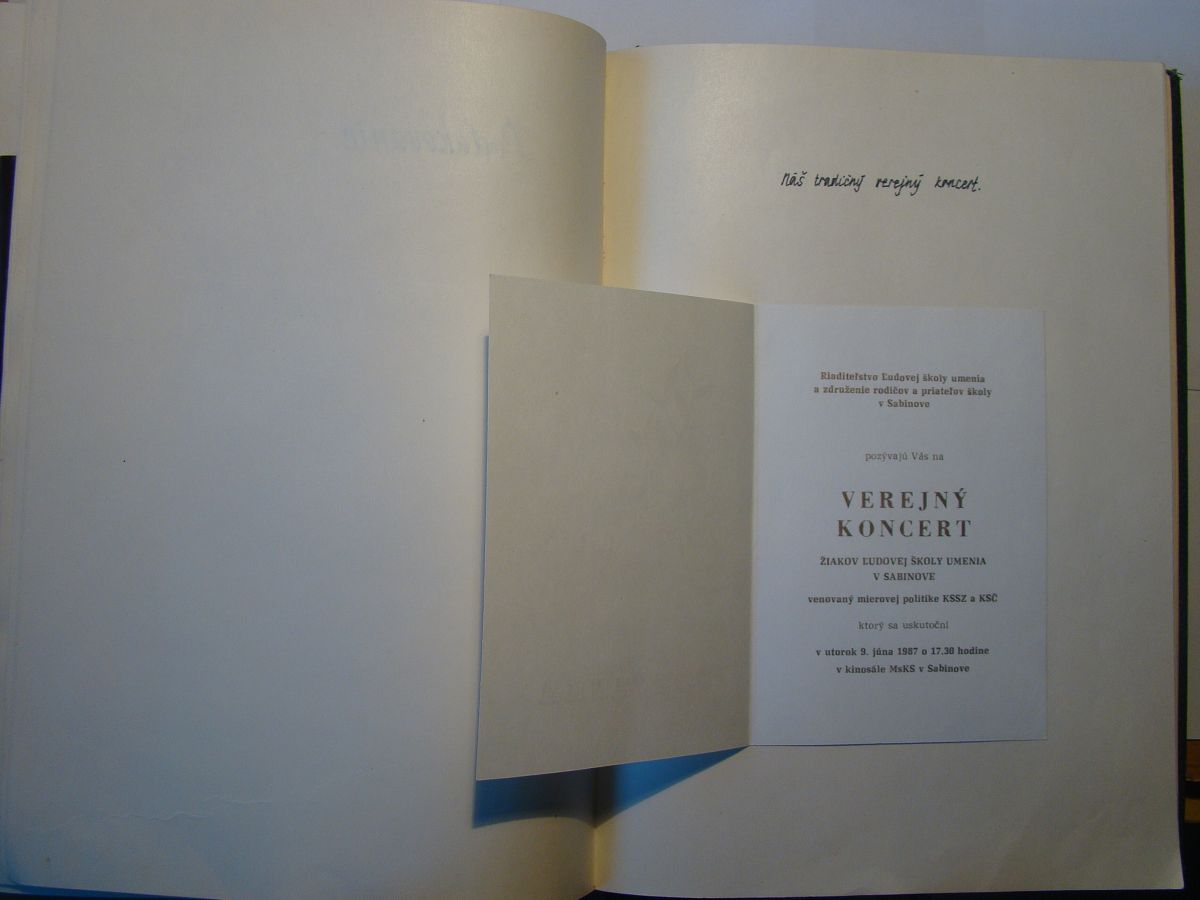 Náš tradičný verejný koncert.
Riaditeľstvo Ľudovej školy umenia
a združenie rodičov a priateľov školy
v Sabinove
pozývajú Vás na
VEREJNÝ
KONCERT
ŽIAKOV ĽUDOVEJ ŠKOLY UMENIA
V SABINOVE
venovaný mierovej politike KSSZ a KSČ
ktorý sa uskutoční
v utorok 9. júna 1987 o 17.30 hodine
v kinosále MsKS v Sabinove